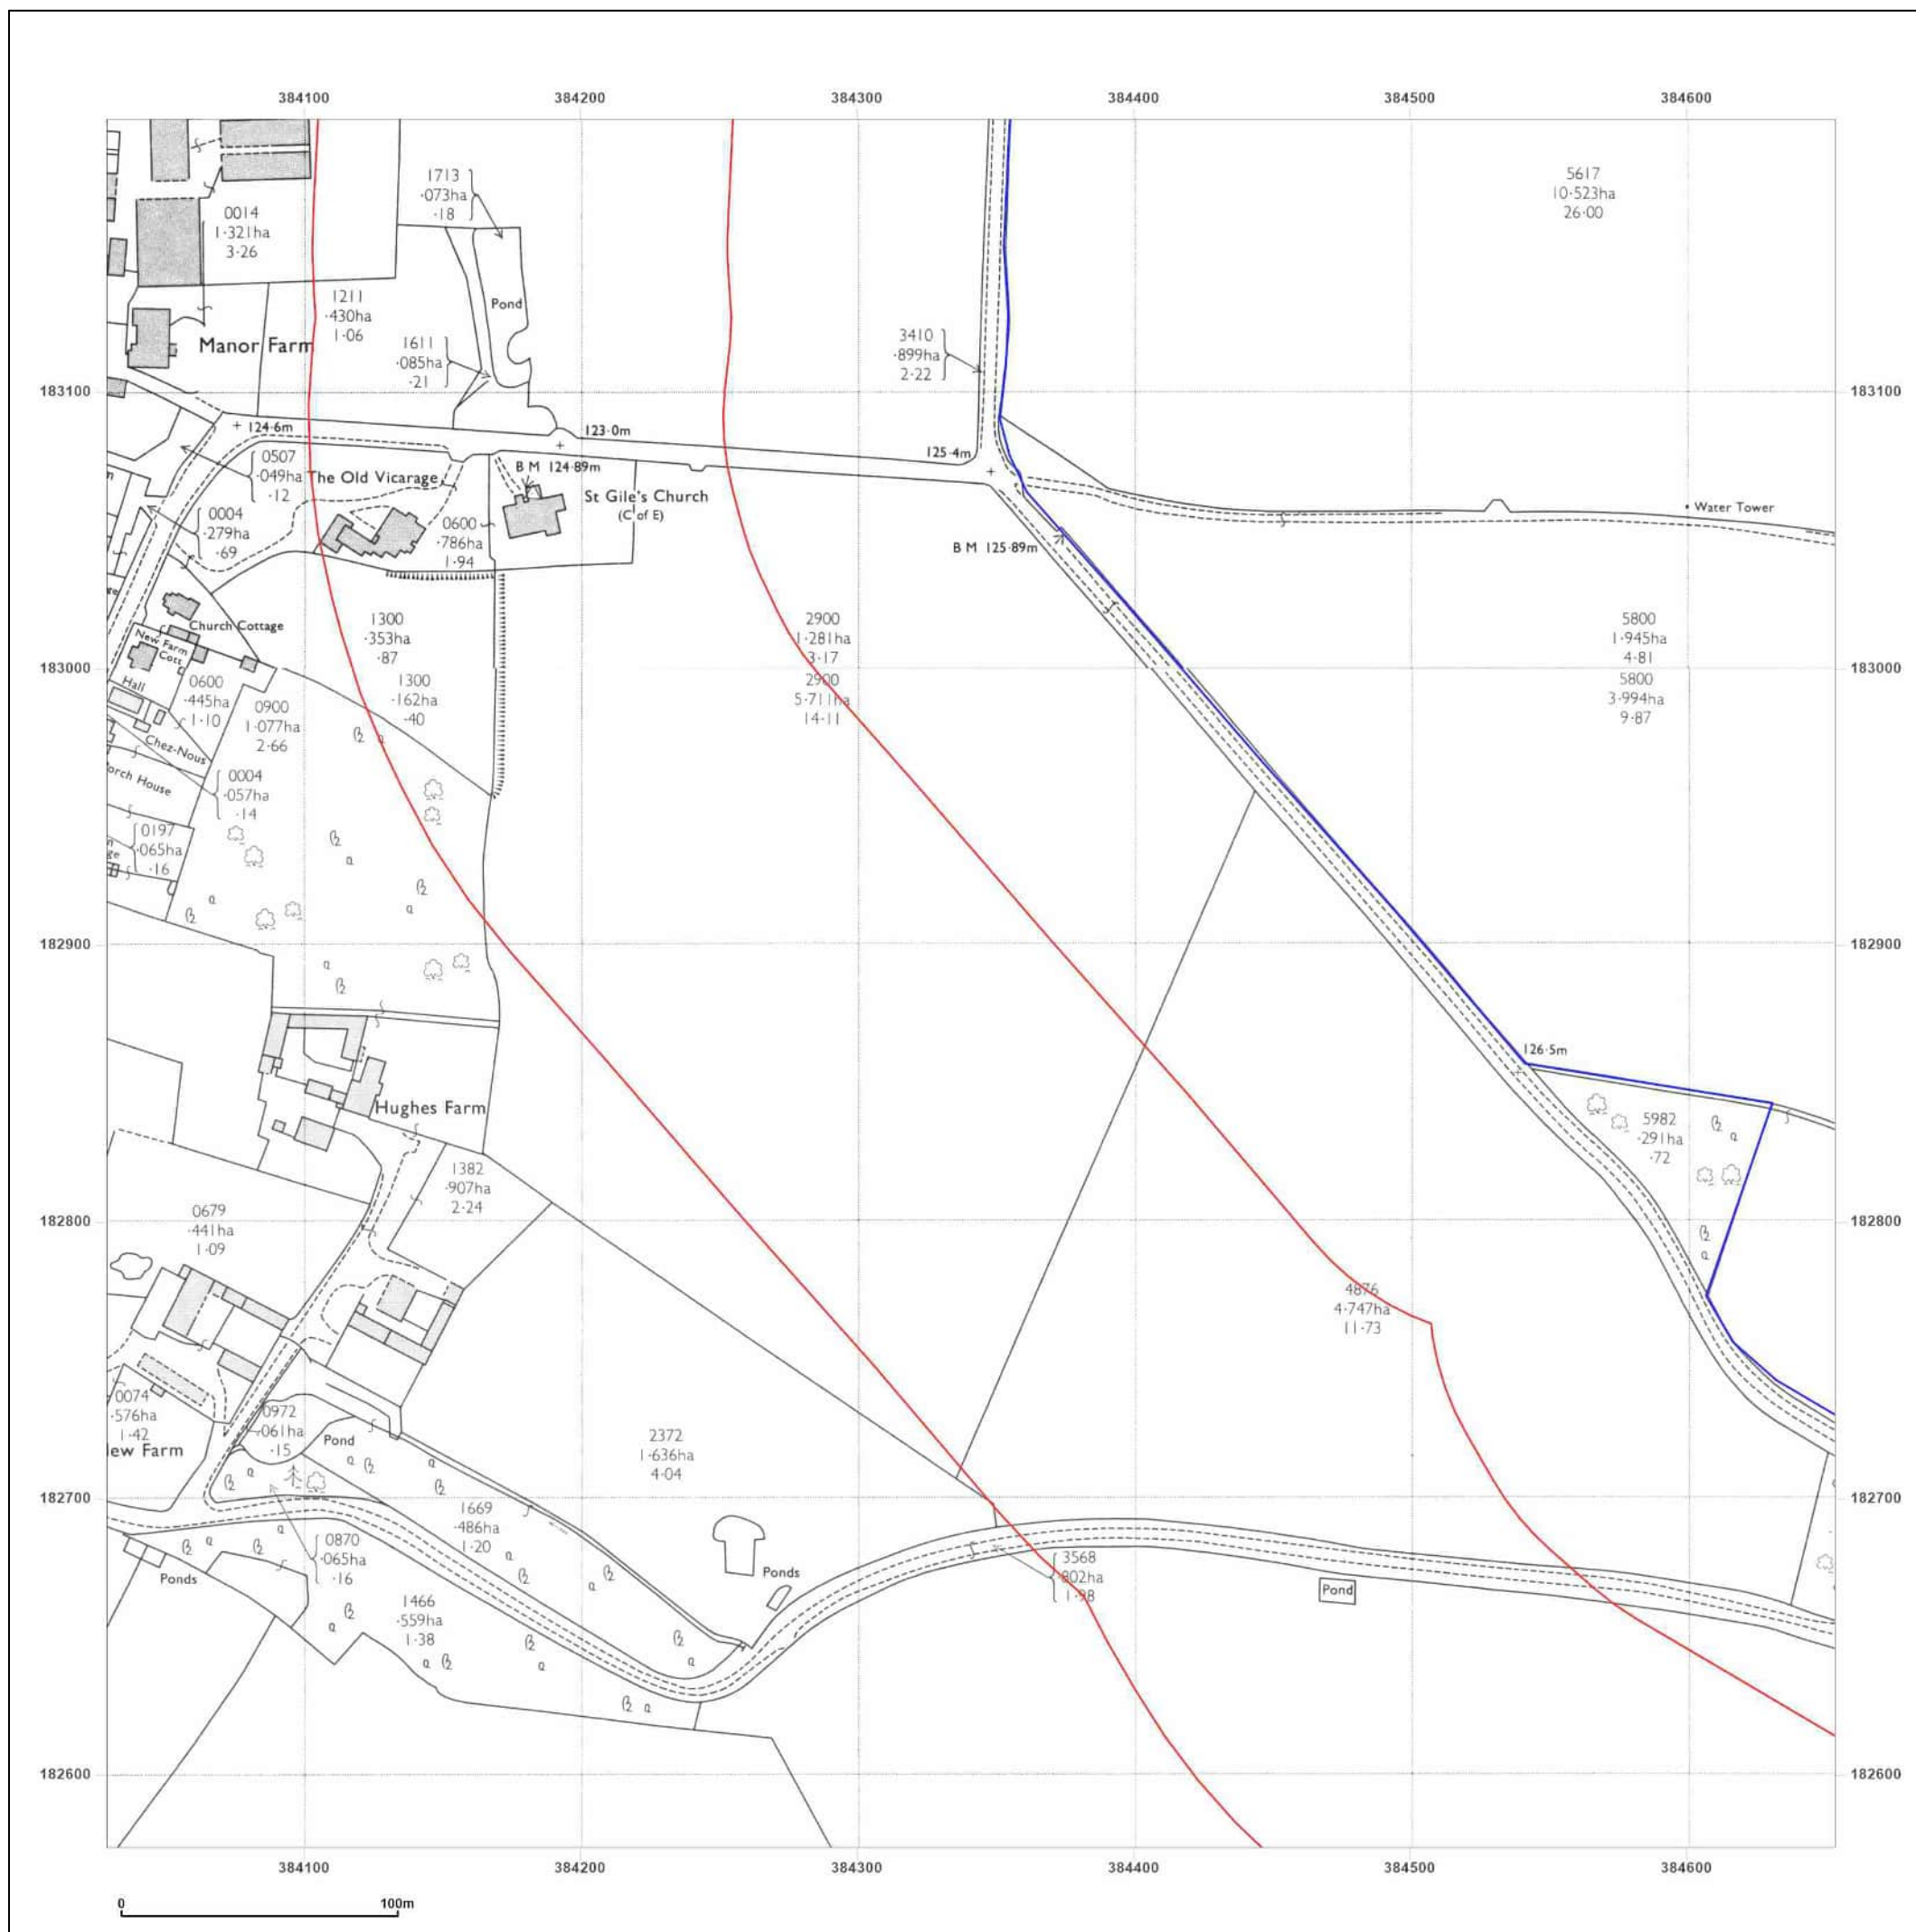 384100 384200 384300 384400 384500 384600
5617
10·523ha
26·00
1713
·073ha
·18
0014
1·321ha
3·26
1211
·430ha
1·06
Pond
Manor Farm
1611
·085ha
·21
3410
·899ha
2·22
183100 183100
124·6m
123·0m
125·4m
0507
·049ha
·12
The Old Vicarage
B M 124·89m
St Gile's Church
(C of E)
Water Tower
0004
·279ha
·69
0600
·786ha
1·94
B M 125·89m
1300
·353ha
·87
2900
1·281ha
3·17
5800
1·945ha
4·81
Church Cottage
New Farm
Cott
183000 183000
Hall
0600
·445ha
1·10
0900
1·077ha
2·66
1300
·162ha
·40
2900
5·711ha
14·11
5800
3·994ha
9·87
Chez-Nous
orch House
0004
·057ha
·14
0197
·065ha
·16
ge
182900 182900
126·5m
Hughes Farm
5982
·291ha
·72
1382
·907ha
2·24
182800 182800
0679
·441ha
1·09
4876
4·747ha
11·73
0074
·576ha
1·42
ew Farm
0972
·061ha
·15
Pond
2372
1·636ha
4·04
182700 182700
1669
·486ha
1·20
0870
·065ha
·16
Ponds
Ponds
3568
·802ha
1·98
Pond
1466
·559ha
1·38
182600 182600
384100 384200 384300 384400 384500 384600
0 100m